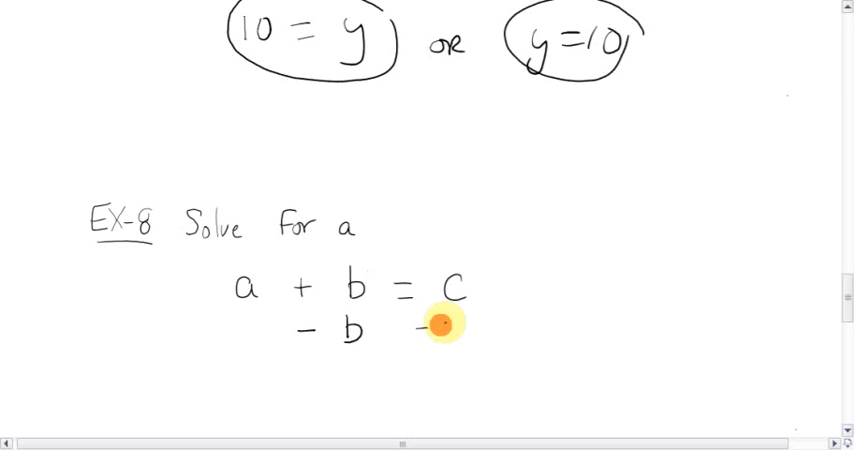 10 = y or y=10
EX-8 Solve for a
a + b = c
- b -